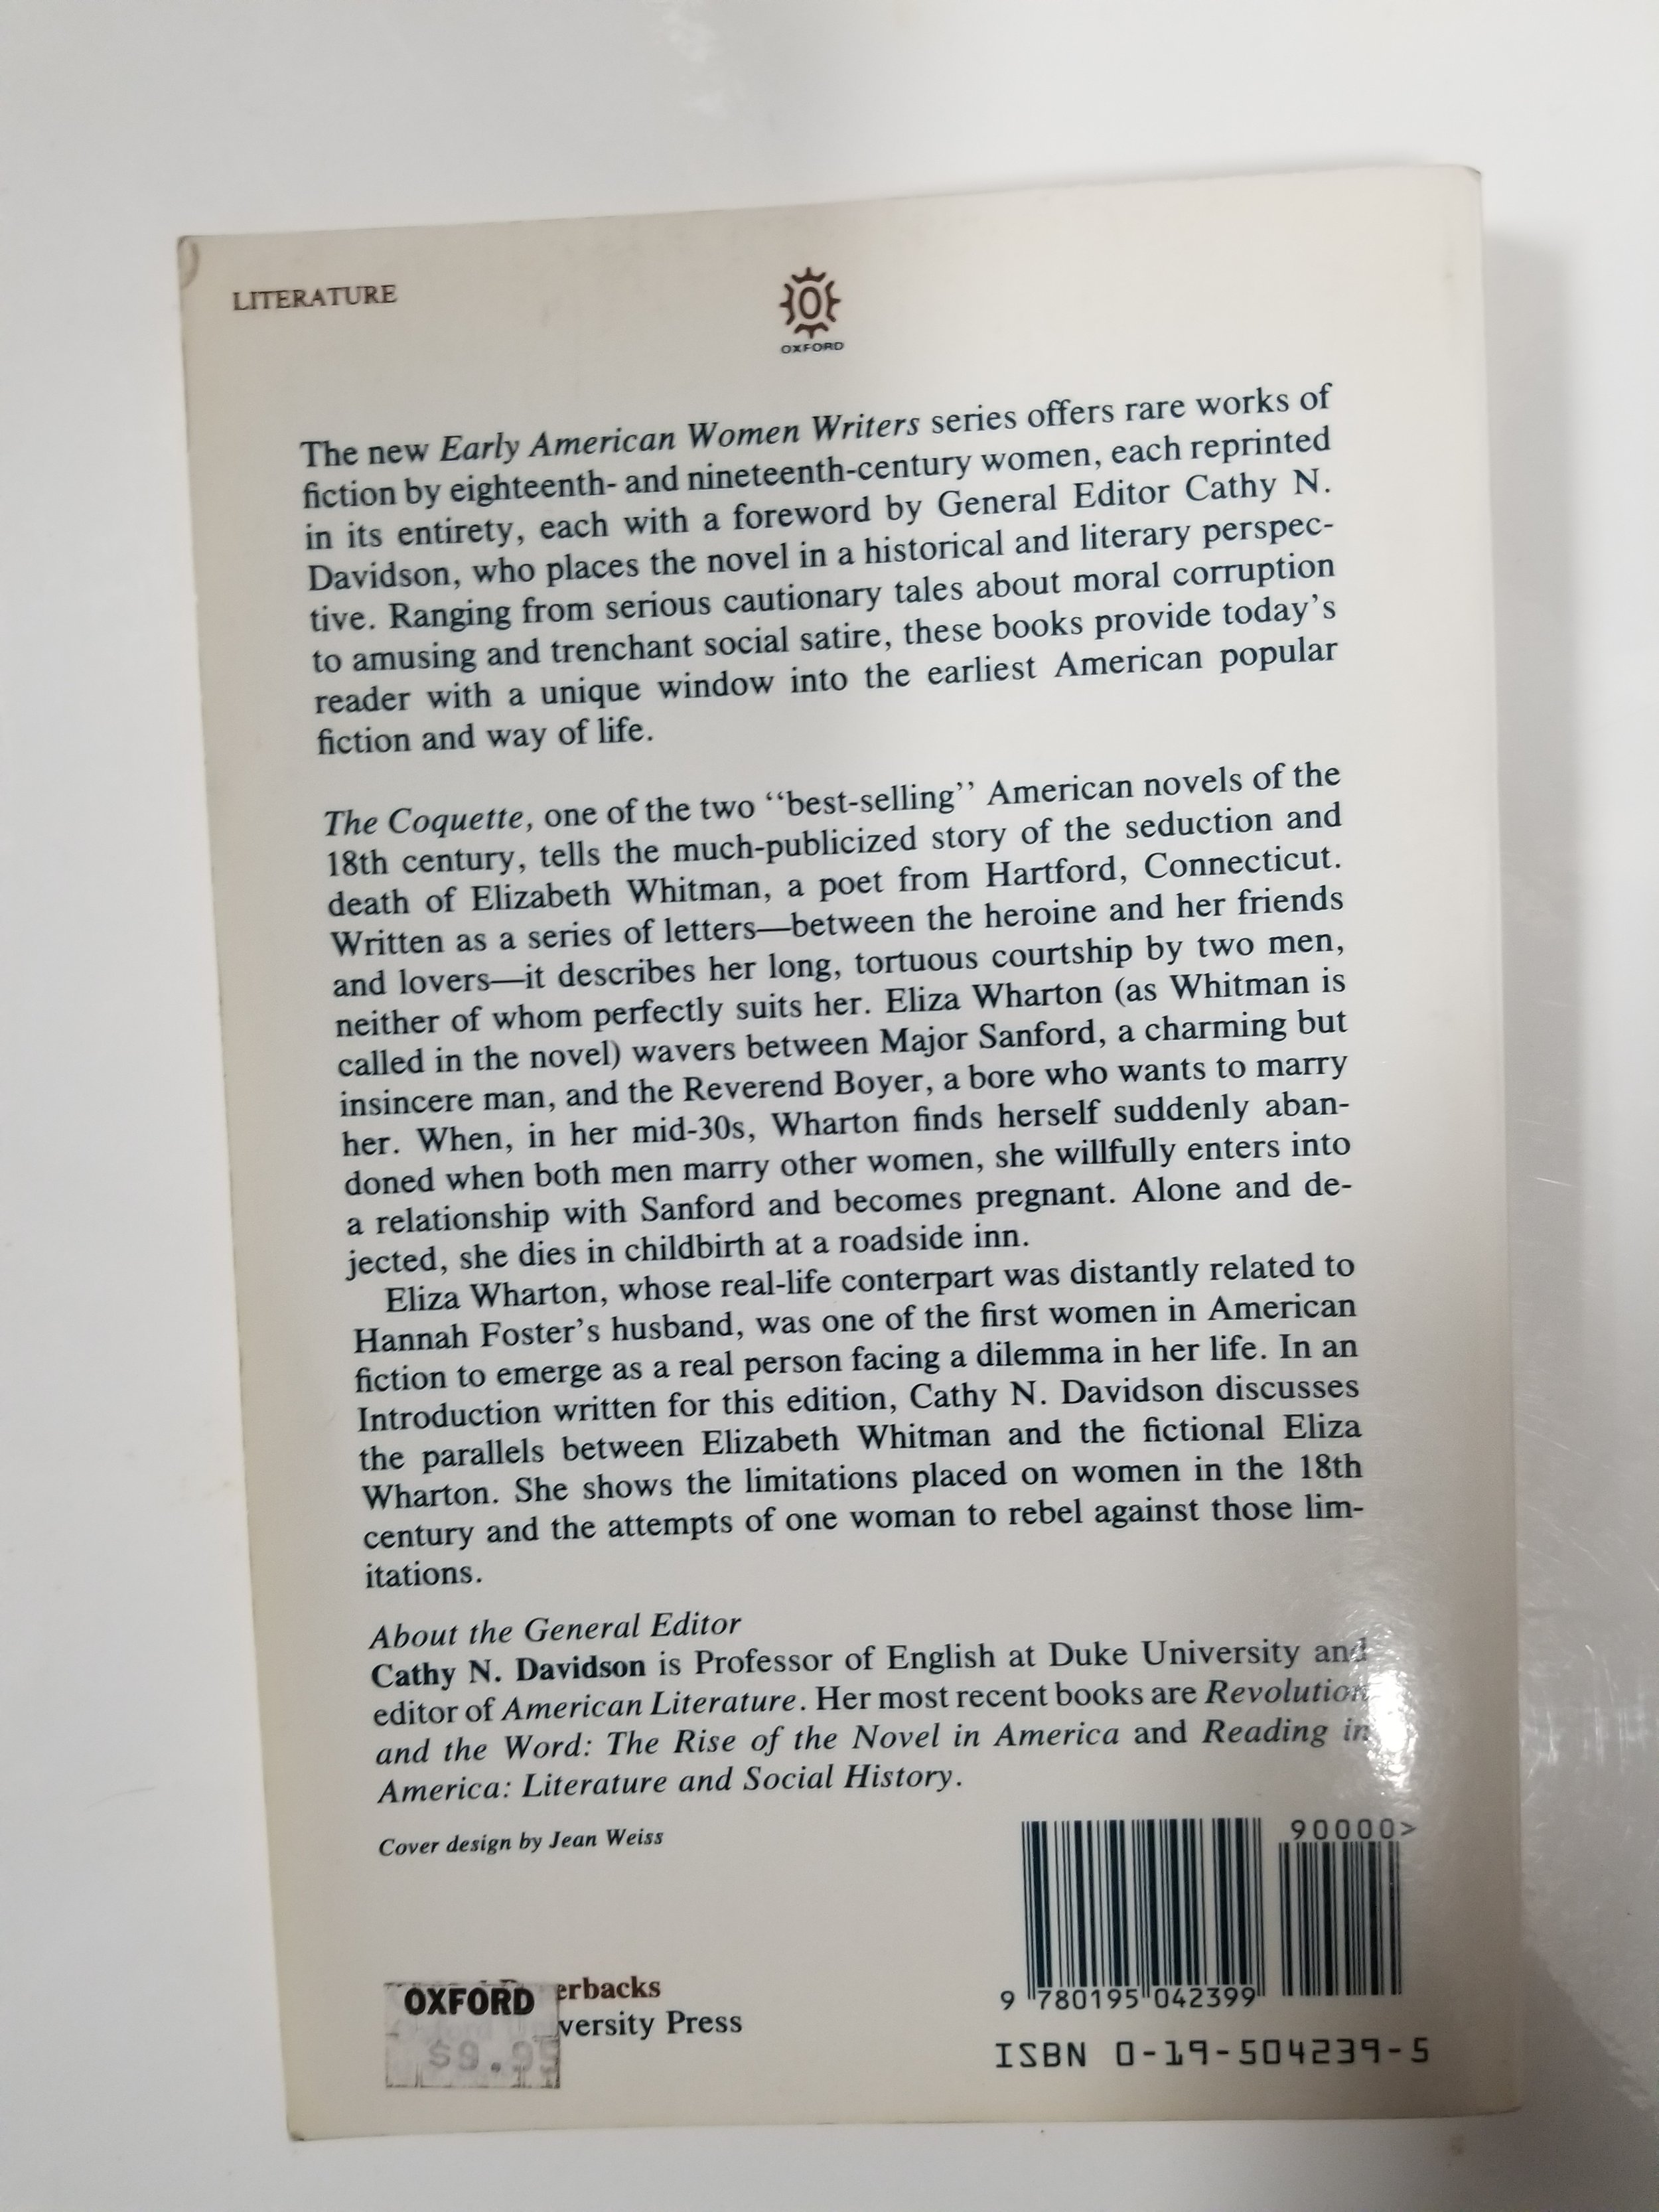 LITERATURE
OXFORD
The new Early American Women Writers series offers rare works of
fiction by eighteenth- and nineteenth-century women, each reprinted
in its entirety, each with a foreword by General Editor Cathy N.
Davidson, who places the novel in a historical and literary perspec-
tive. Ranging from serious cautionary tales about moral corruption
to amusing and trenchant social satire, these books provide today's
reader with a unique window into the earliest American popular
fiction and way of life.
The Coquette, one of the two ‘‘best-selling’’ American novels of the
18th century, tells the much-publicized story of the seduction and
death of Elizabeth Whitman, a poet from Hartford, Connecticut.
Written as a series of letters—between the heroine and her friends
and lovers—it describes her long, tortuous courtship by two men,
neither of whom perfectly suits her. Eliza Wharton (as Whitman is
called in the novel) wavers between Major Sanford, a charming but
insincere man, and the Reverend Boyer, a bore who wants to marry
her. When, in her mid-30s, Wharton finds herself suddenly aban-
doned when both men marry other women, she willfully enters into
a relationship with Sanford and becomes pregnant. Alone and de-
jected, she dies in childbirth at a roadside inn.
Eliza Wharton, whose real-life conterpart was distantly related to
Hannah Foster's husband, was one of the first women in American
fiction to emerge as a real person facing a dilemma in her life. In an
Introduction written for this edition, Cathy N. Davidson discusses
the parallels between Elizabeth Whitman and the fictional Eliza
Wharton. She shows the limitations placed on women in the 18th
century and the attempts of one woman to rebel against those lim-
itations.
About the General Editor
Cathy N. Davidson is Professor of English at Duke University and
editor of American Literature. Her most recent books are Revolution
and the Word: The Rise of the Novel in America and Reading in
America: Literature and Social History.
Cover design by Jean Weiss
90000>
9 780195 042399
ISBN 0-19-504239-5
erbacks
versity Press
OXFORD
$9.95